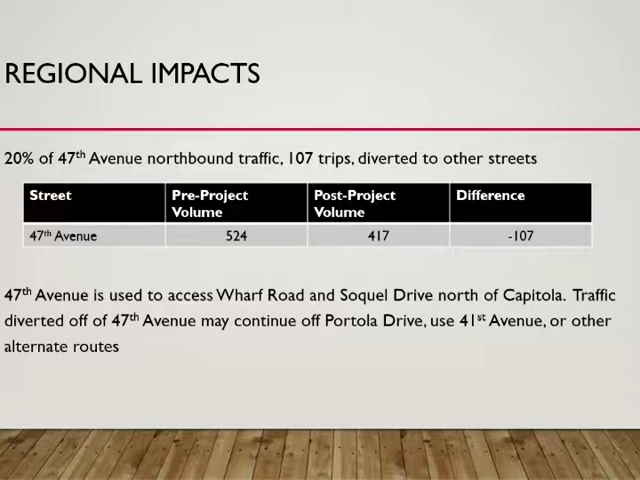 REGIONAL IMPACTS
20% of 47th Avenue northbound traffic, 107 trips, diverted to other streets
Street Pre-Project Volume Post-Project Volume Difference
47th Avenue 524 417 -107
47th Avenue is used to access Wharf Road and Soquel Drive north of Capitola. Traffic
diverted off of 47th Avenue may continue off Portola Drive, use 41st Avenue, or other
alternate routes